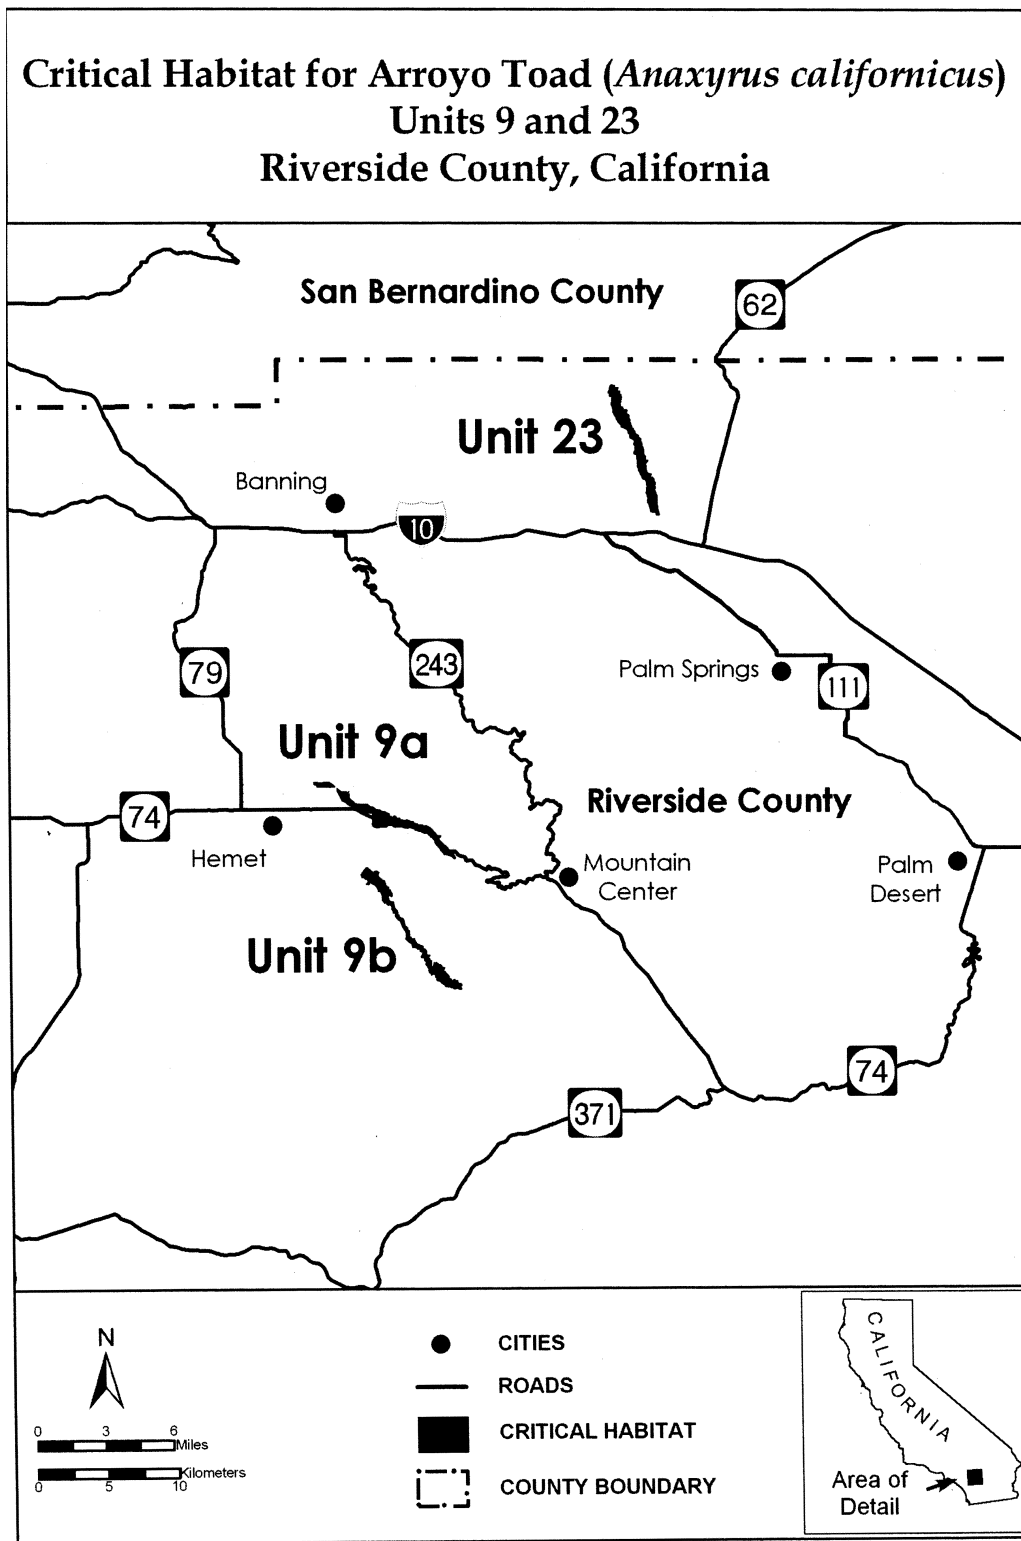 Critical Habitat for Arroyo Toad (Anaxyrus californicus)
Units 9 and 23
Riverside County, California
San Bernardino County
62
Unit 23
Banning
10
79
243
Palm Springs
111
Unit 9a
74
Riverside County
Hemet
Mountain
Center
Palm
Desert
Unit 9b
74
371
N
0 3 6
Miles
Kilometers
0 5 10
CITIES
ROADS
CRITICAL HABITAT
COUNTY BOUNDARY
CALIFORNIA
Area of
Detail